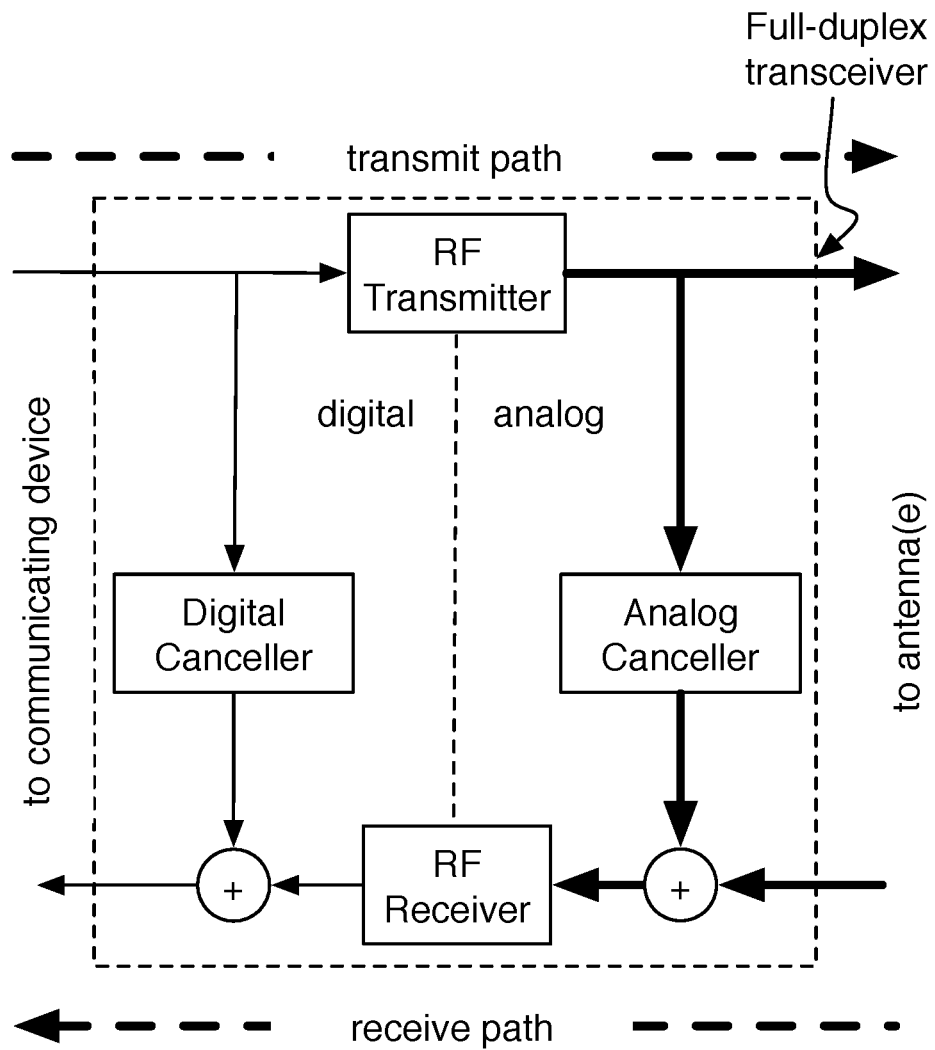 Full-duplex
transceiver
transmit path
RF
Transmitter
digital
analog
to communicating device
to antenna(e)
Digital
Canceller
Analog
Canceller
RF
Receiver
+
+
receive path